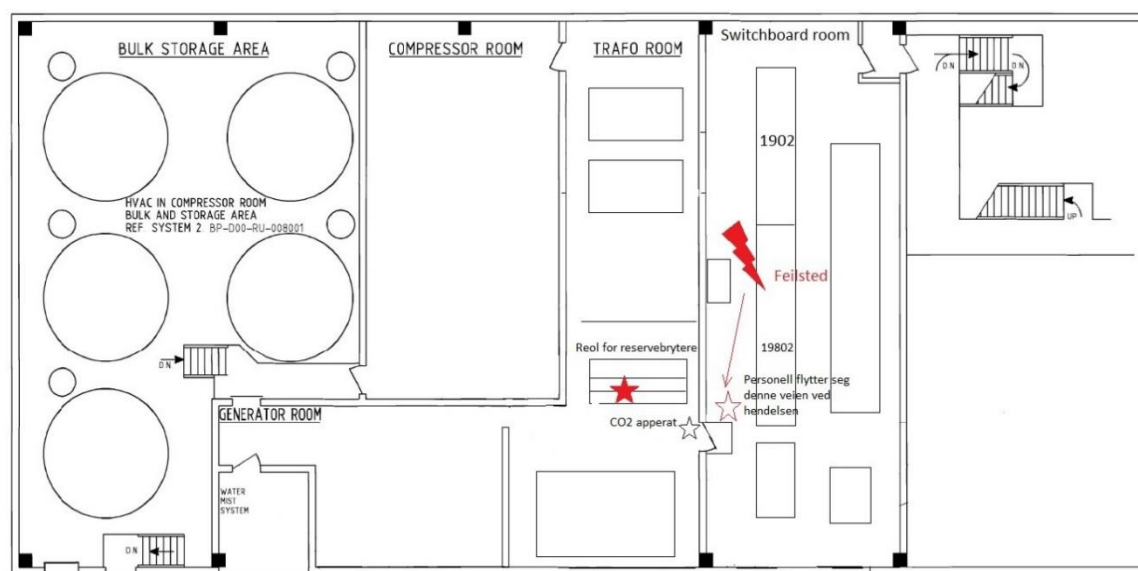 BULK STORAGE AREA
COMPRESSOR ROOM
TRAFO ROOM
Switchboard room
DN
DN
1902
HVAC IN COMPRESSOR ROOM
BULK AND STORAGE AREA
REF. SYSTEM 2. BP-D00-RU-008001
UP
Feilsted
DN
Reol for reservebrytere
19802
Personell flytter seg
denne veien ved
hendelsen
GENERATOR ROOM
CO2 apperat
WATER
MIST
SYSTEM
DN